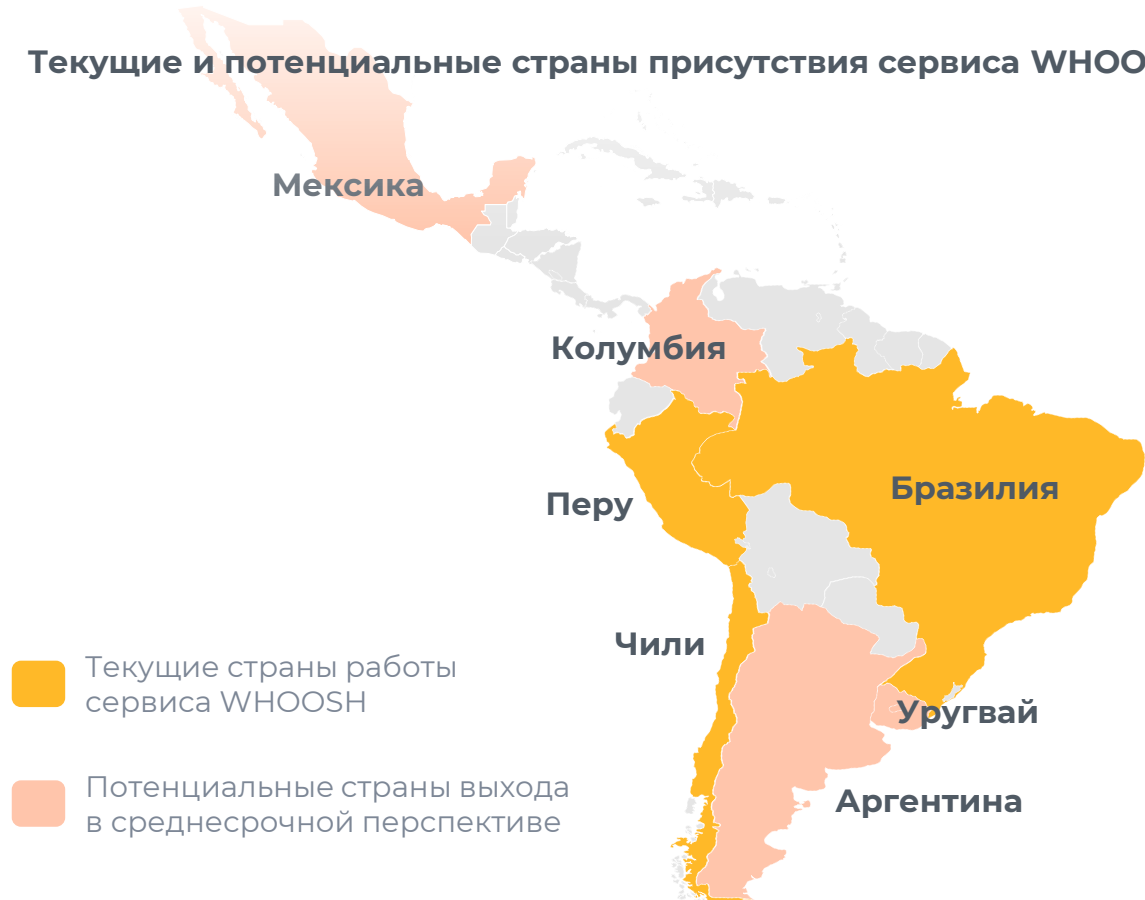 Текущие и потенциальные страны присутствия сервиса WHOO
Мексика
Колумбия
Перу
Бразилия
Чили
Уругвай
Аргентина
Текущие страны работы
сервиса WHOOSH
Потенциальные страны выхода
в среднесрочной перспективе